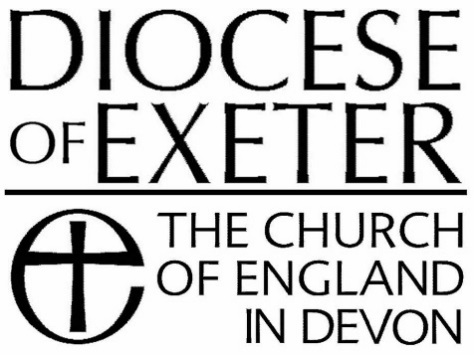 DIOCESE
OF EXETER
THE CHURCH
OF ENGLAND
IN DEVON